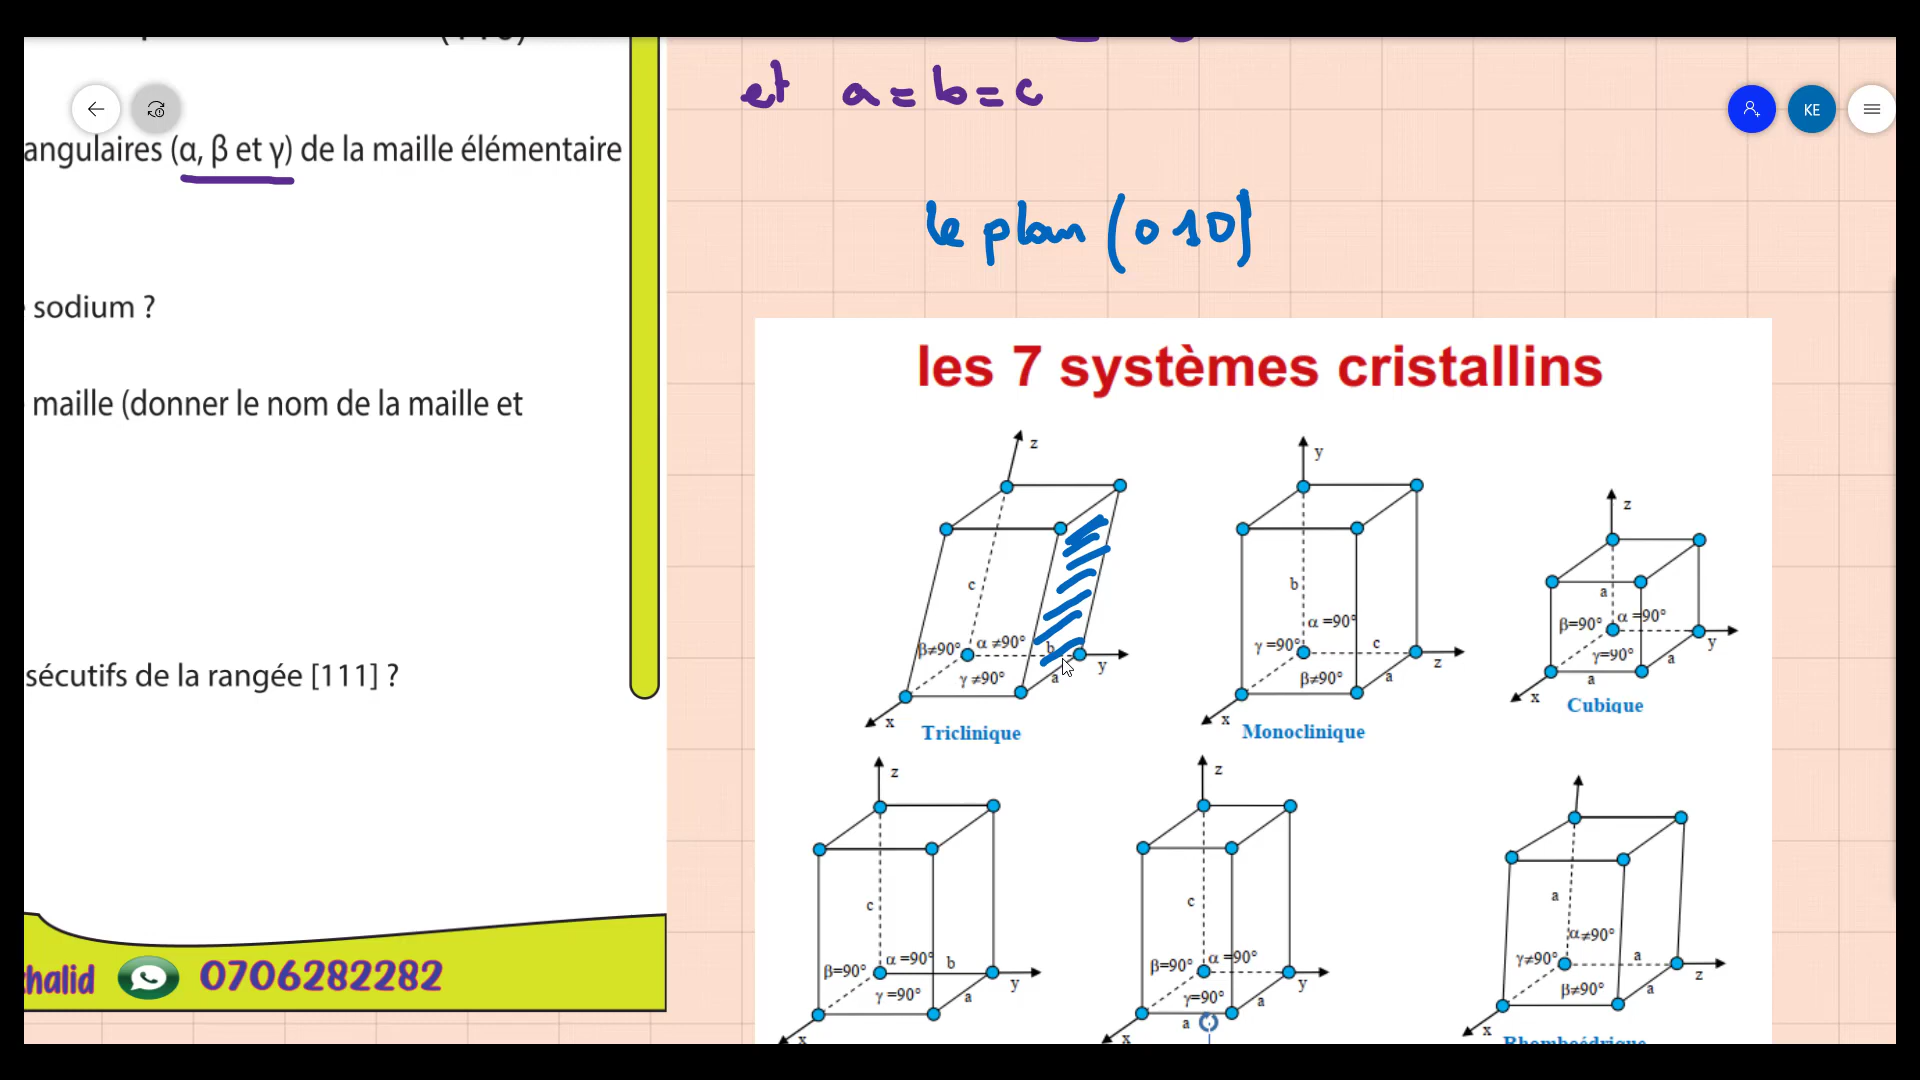 angulaires (α, β et γ) de la maille élémentaire
sodium ?
maille (donner le nom de la maille et
sécutifs de la rangée [111] ?
halid 0706282282
et a = b = c
KE
le plan (010)
les 7 systèmes cristallins
z
c
β≠90° α≠90° b
γ≠90° a y
x
Triclinique
y
b
α=90°
γ=90° c
β≠90° a z
x
Monoclinique
z
a
β=90° α=90°
γ=90° a y
a
x
Cubique
z
c
β=90° α=90° b
γ=90° a y
x
z
c
β=90° α=90°
γ=90° a y
a
x
a
α≠90°
γ≠90° a
β≠90° a z
x
Rhomboédrique